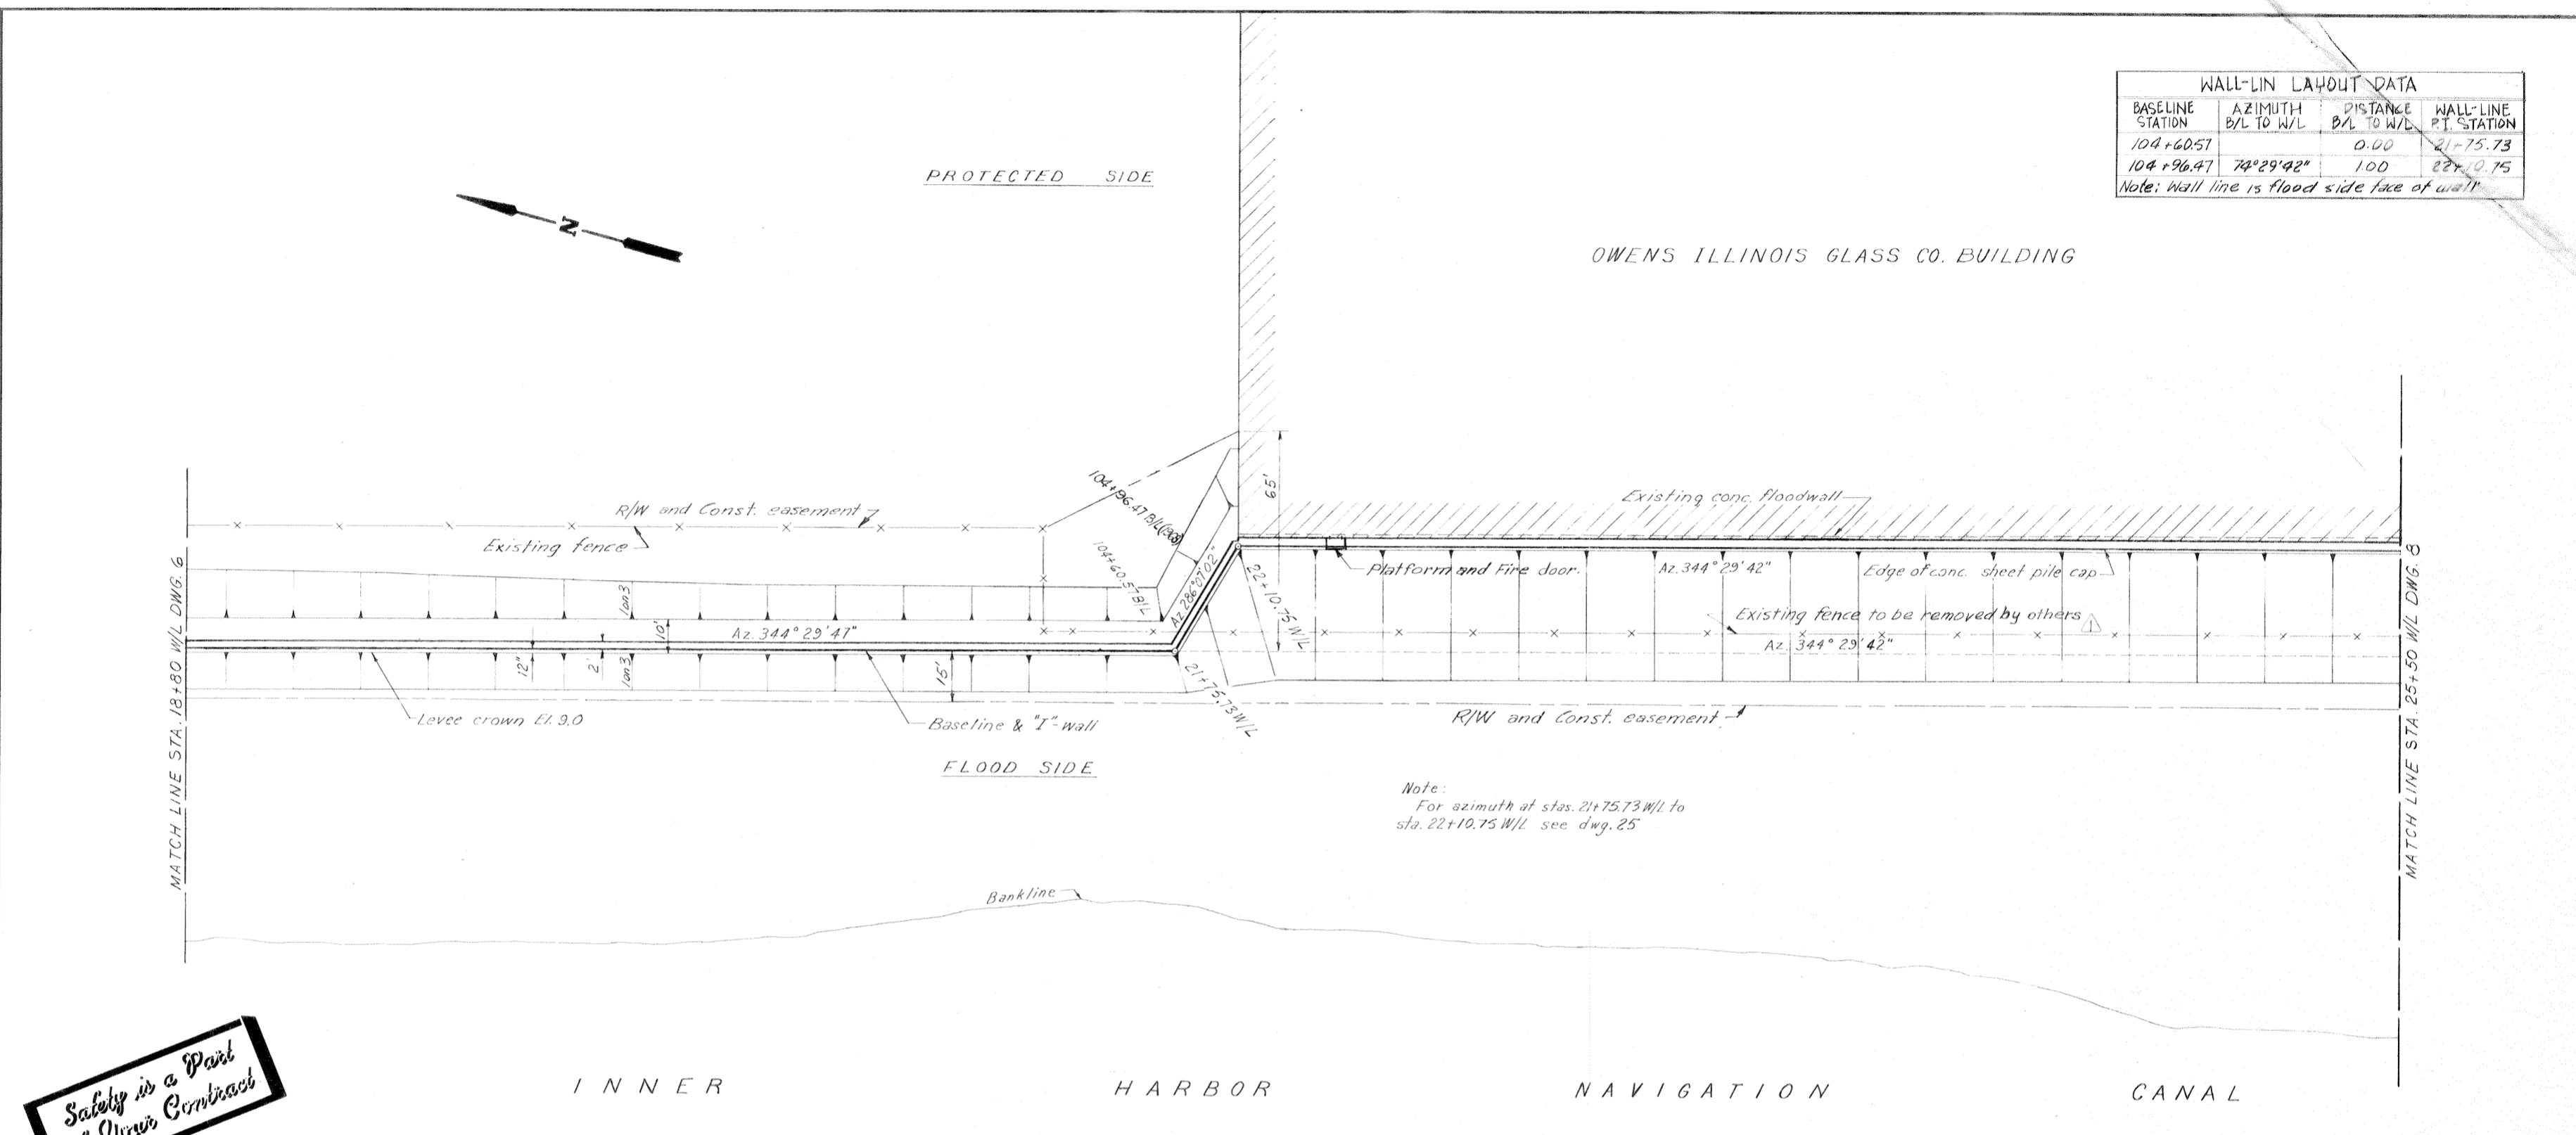 WALL-LIN LAYOUT DATA
BASELINE STATION | AZIMUTH B/L TO W/L | DISTANCE B/L TO W/L | WALL-LINE P.I. STATION
104+60.57 | | 0.00 | 21+75.73
104+96.47 | 74°29'42" | 1.00 | 22+10.75
Note: Wall line is flood side face of wall
PROTECTED SIDE
N
OWENS ILLINOIS GLASS CO. BUILDING
R/W and Const. easement
Existing fence
104+96.47 B/L
104+60.57 B/L
Az. 286°07'02"
65'
Existing conc. floodwall
Platform and Fire door.
Az. 344° 29' 42"
Edge of conc. sheet pile cap
Existing fence to be removed by others 1
Az. 344° 29' 42"
22+10.75 W/L
21+75.73 W/L
1on3
10'
Az. 344° 29' 47"
12"
2'
1on3
15'
Levee crown El. 9.0
Baseline & "I"-wall
R/W and Const. easement
FLOOD SIDE
MATCH LINE STA. 18+80 W/L DWG. 6
MATCH LINE STA. 25+50 W/L DWG. 8
Note:
For azimuth at stas. 21+75.73 W/L to
sta. 22+10.75 W/L see dwg. 25
Bankline
INNER HARBOR NAVIGATION CANAL
Safety is a Part
Your Contract